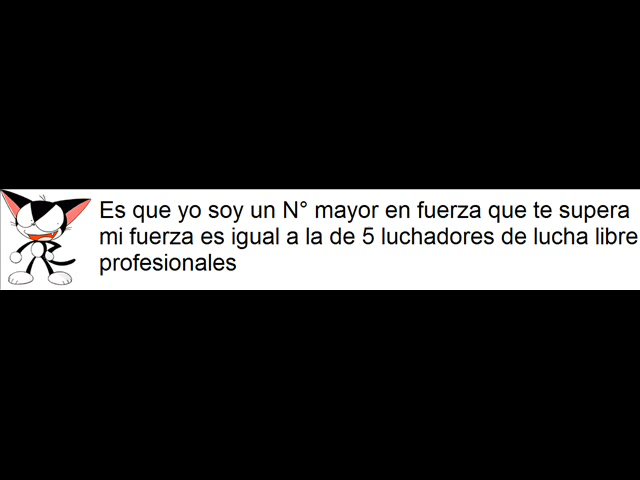 Es que yo soy un N° mayor en fuerza que te supera
mi fuerza es igual a la de 5 luchadores de lucha libre
profesionales